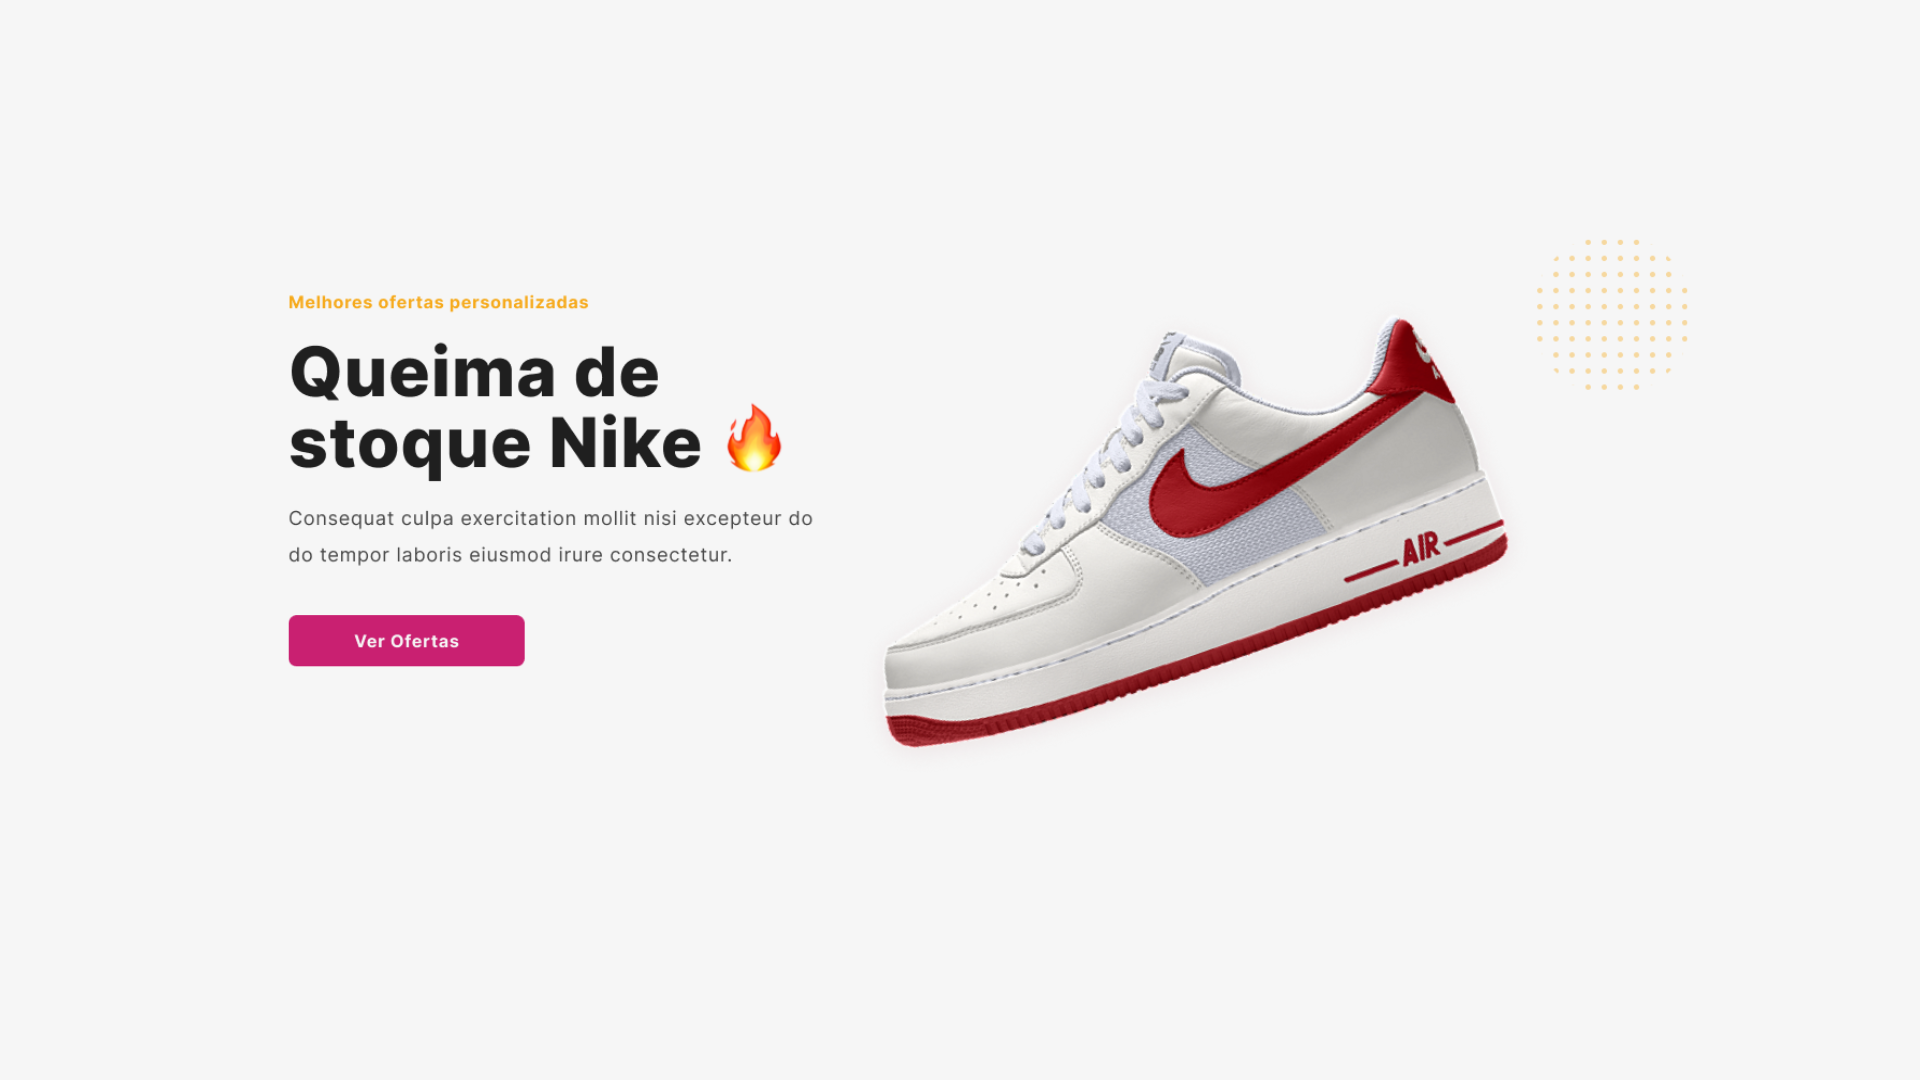 Melhores ofertas personalizadas
Queima de
stoque Nike 🔥
Consequat culpa exercitation mollit nisi excepteur do
do tempor laboris eiusmod irure consectetur.
Ver Ofertas
AIR